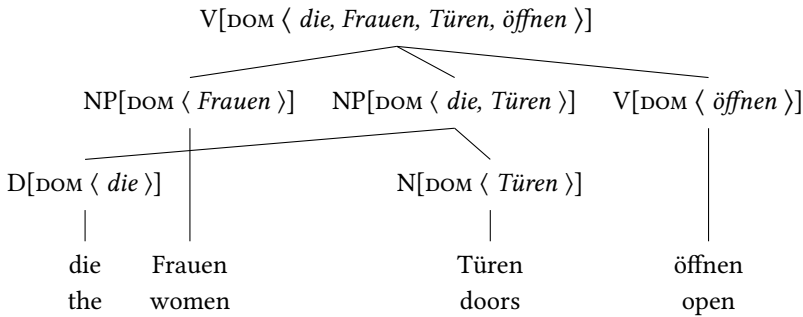 V[DOM ⟨ die, Frauen, Türen, öffnen ⟩]
NP[DOM ⟨ Frauen ⟩] NP[DOM ⟨ die, Türen ⟩] V[DOM ⟨ öffnen ⟩]
D[DOM ⟨ die ⟩] N[DOM ⟨ Türen ⟩]
die Frauen Türen öffnen
the women doors open